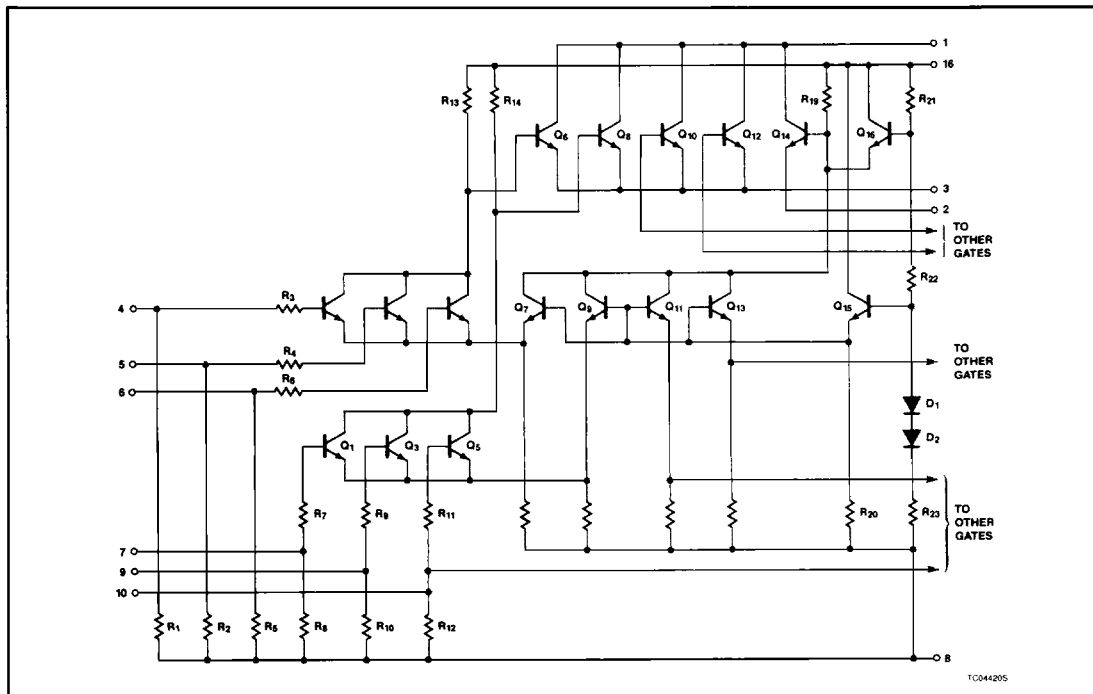 1
16
R13
R14
R19
R21
Q6
Q8
Q10
Q12
Q14
Q16
3
2
TO
OTHER
GATES
R22
4
R3
Q7
Q9
Q11
Q13
Q15
5
R4
TO
OTHER
GATES
6
R6
D1
D2
Q1
Q3
Q5
R7
R9
R11
R20
R23
TO
OTHER
GATES
7
9
10
R1
R2
R5
R8
R10
R12
8
TC04420S